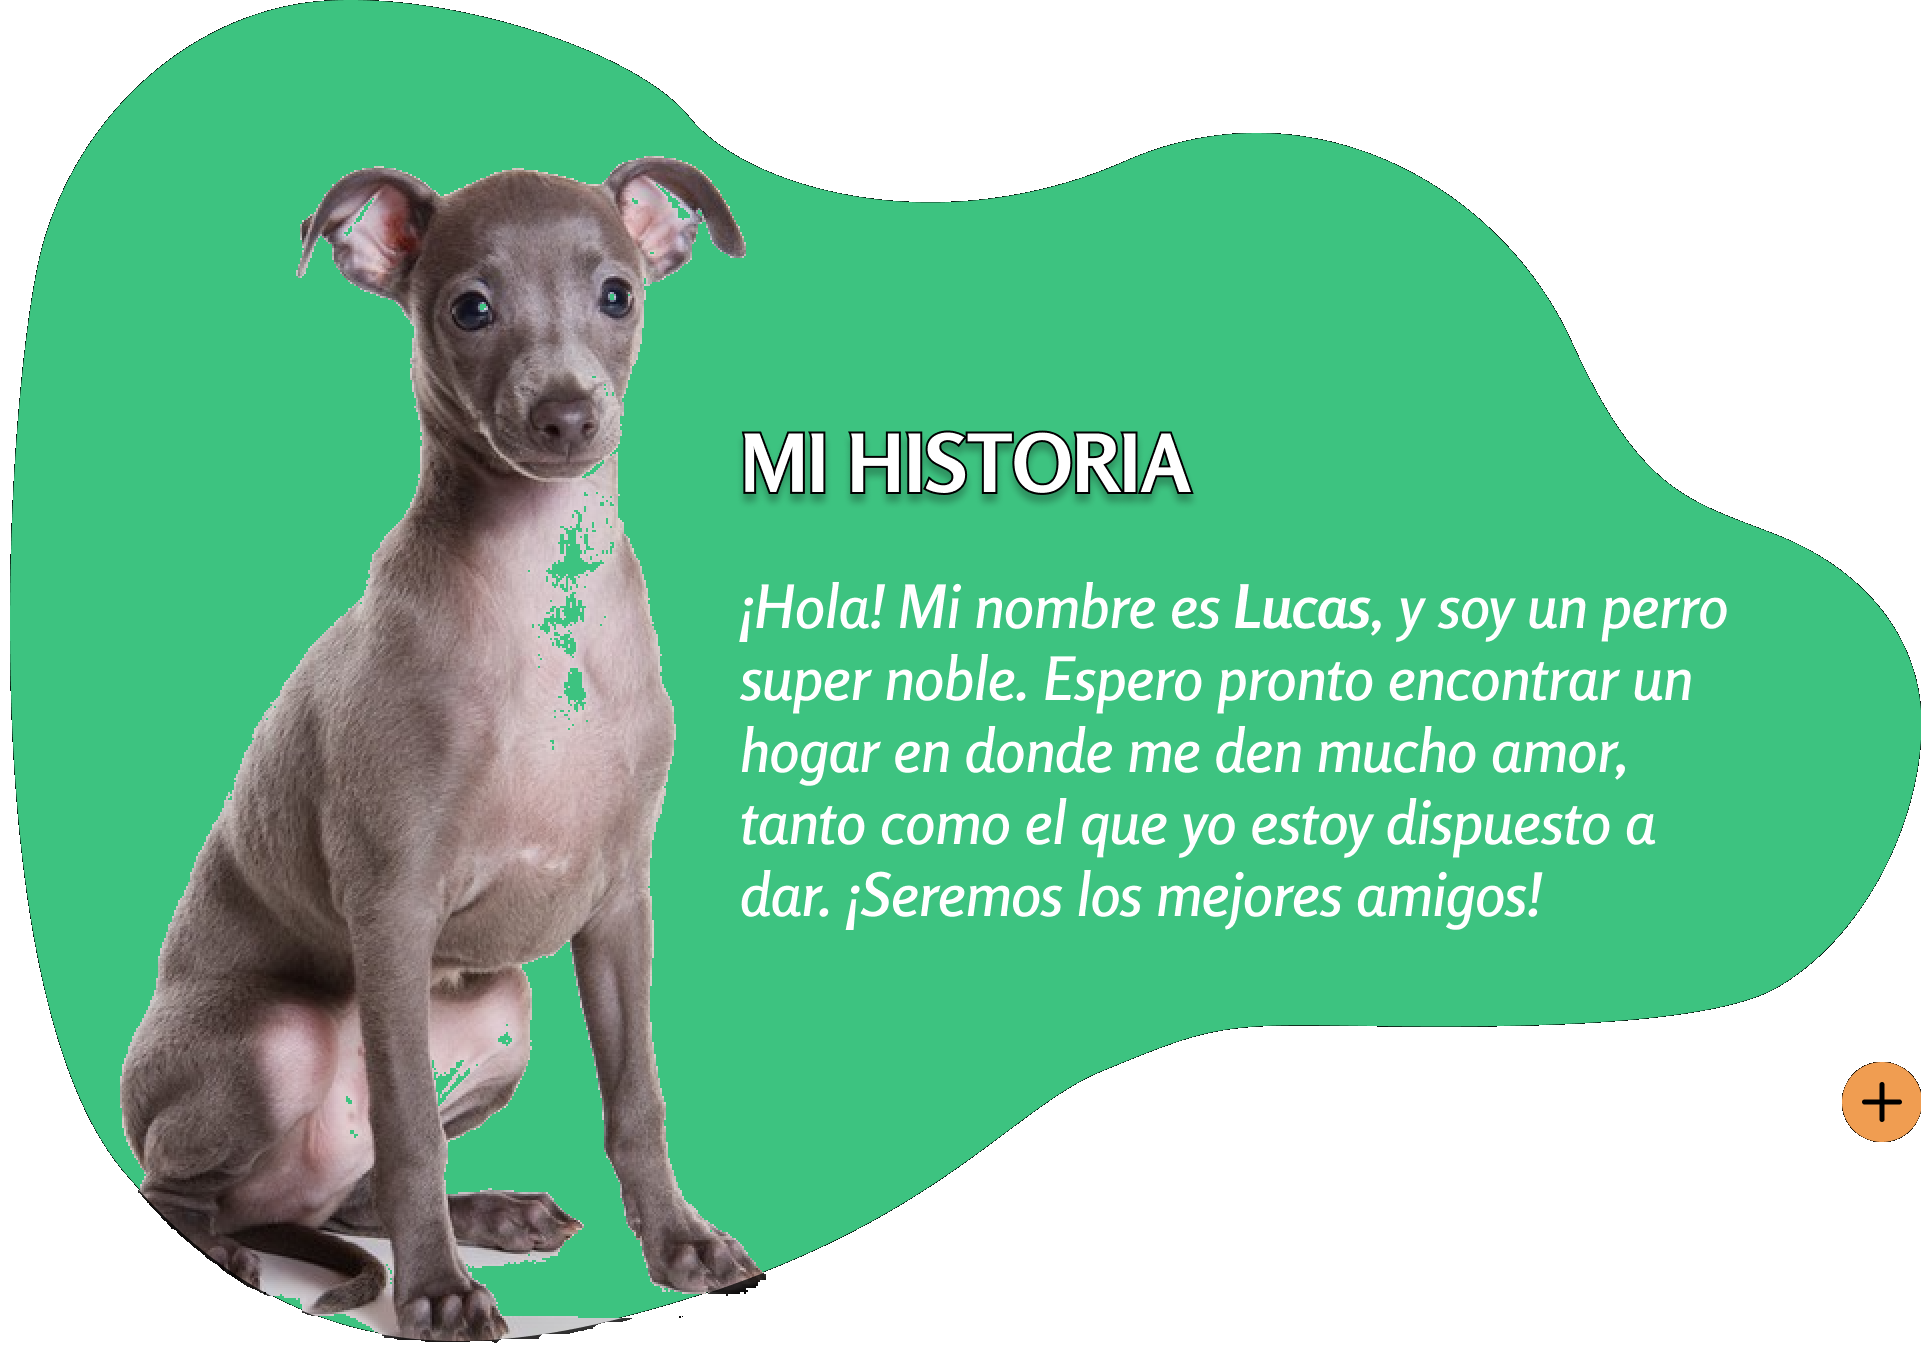 MI HISTORIA
¡Hola! Mi nombre es Lucas, y soy un perro
super noble. Espero pronto encontrar un
hogar en donde me den mucho amor,
tanto como el que yo estoy dispuesto a
dar. ¡Seremos los mejores amigos!